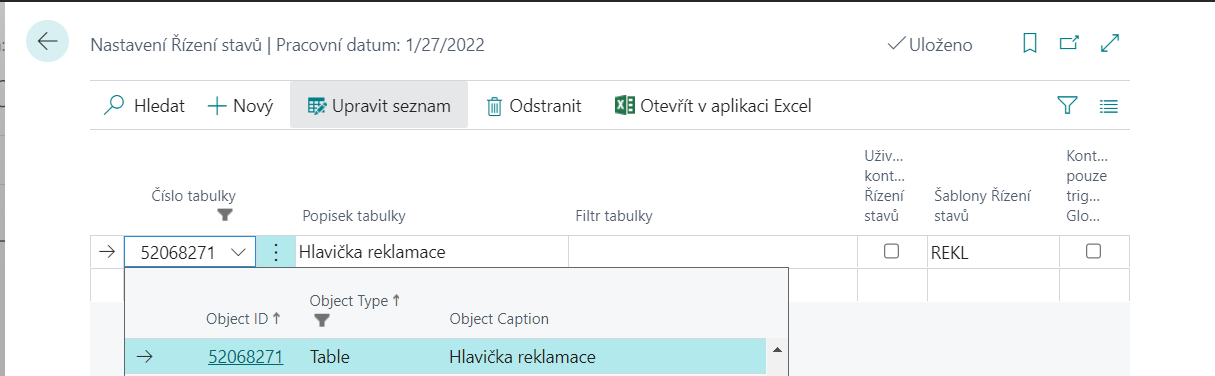 Nastavení Řízení stavů | Pracovní datum: 1/27/2022
Uloženo
Hledat
Nový
Upravit seznam
Odstranit
Otevřít v aplikaci Excel
Číslo tabulky
Popisek tabulky
Filtr tabulky
Uživ...
kont...
Řízení
stavů
Šablony Řízení
stavů
Kont...
pouze
trig...
Glo...
52068271
Hlavička reklamace
REKL
Object ID ↑
Object Type ↑
Object Caption
52068271
Table
Hlavička reklamace